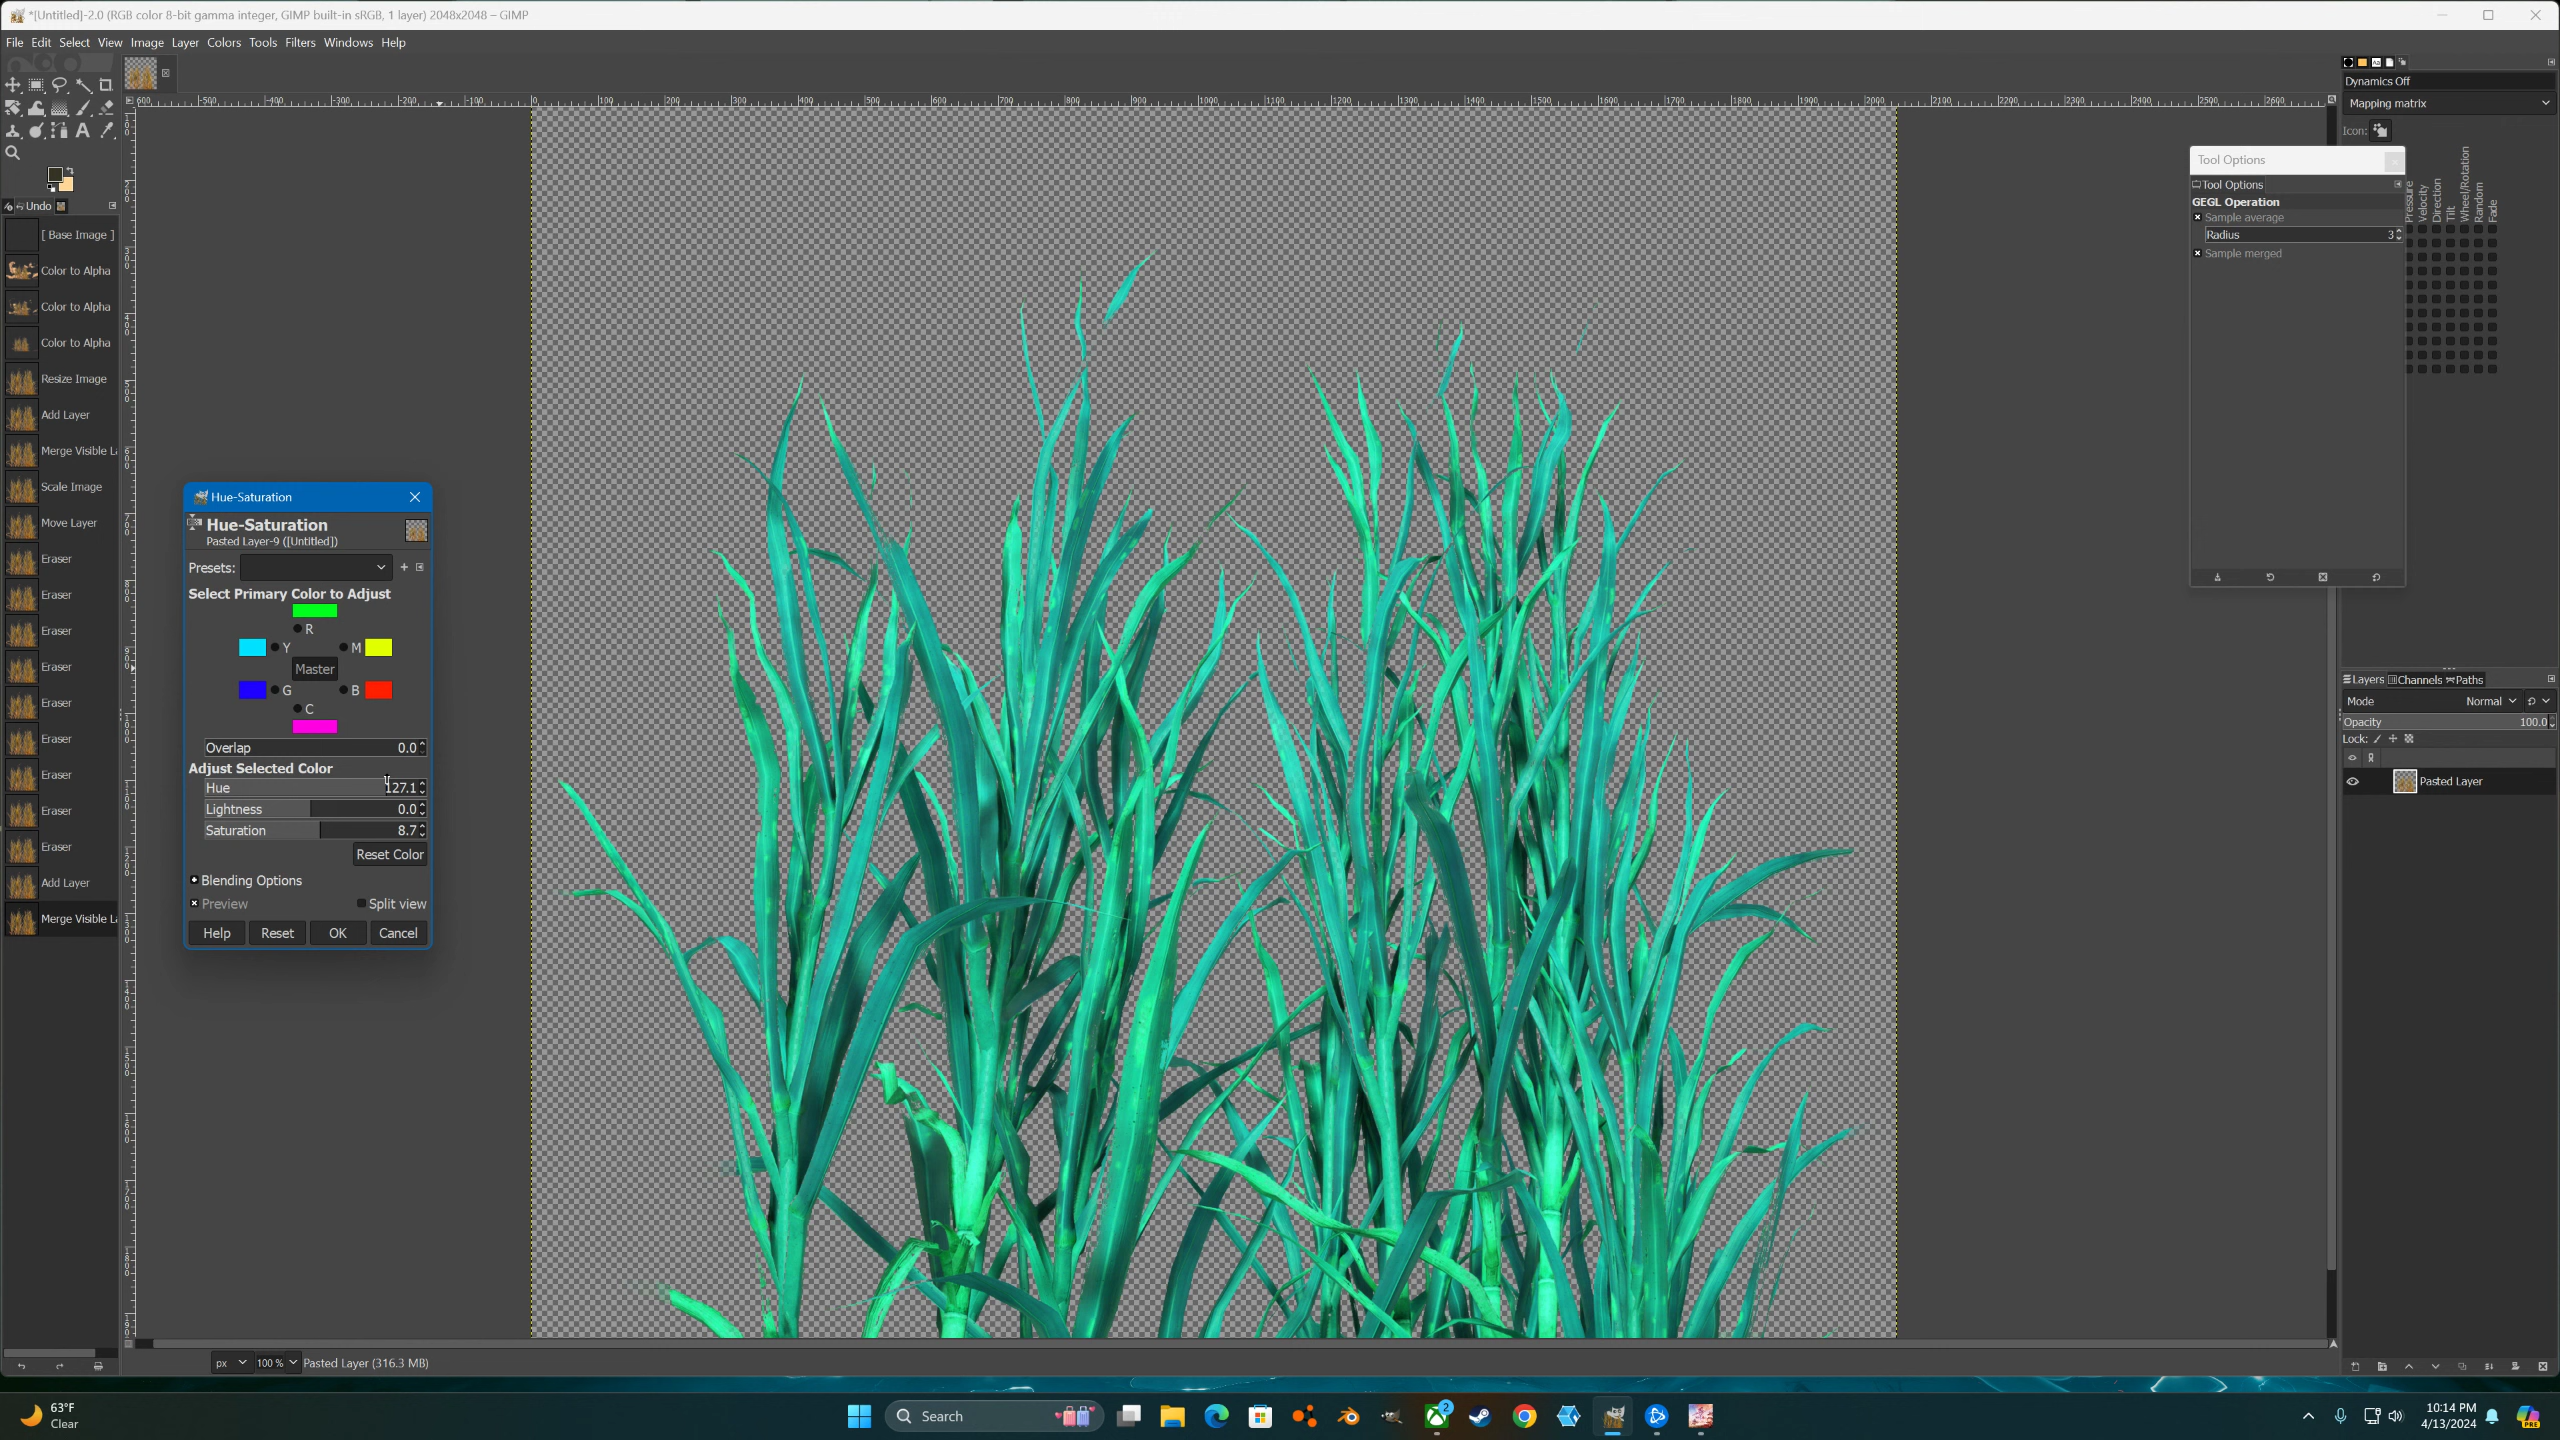 *[Untitled]-2.0 (RGB color 8-bit gamma integer, GIMP built-in sRGB, 1 layer) 2048x2048 – GIMP
File Edit Select View Image Layer Colors Tools Filters Windows Help
Undo
[ Base Image ]
Color to Alpha
Color to Alpha
Color to Alpha
Resize Image
Add Layer
Merge Visible La
Scale Image
Move Layer
Eraser
Eraser
Eraser
Eraser
Eraser
Eraser
Eraser
Eraser
Eraser
Add Layer
Merge Visible La
Hue-Saturation
Hue-Saturation
Pasted Layer-9 ([Untitled])
Presets:
Select Primary Color to Adjust
R
Y M
Master
G B
C
Overlap 0.0
Adjust Selected Color
Hue 127.1
Lightness 0.0
Saturation 8.7
Reset Color
Blending Options
Preview Split view
Help Reset OK Cancel
px 100 % Pasted Layer (316.3 MB)
Tool Options
Tool Options
GEGL Operation
Sample average
Radius 3
Sample merged
Dynamics Off
Mapping matrix
Icon:
Velocity
Direction
Tilt
Wheel/Rotation
Random
Fade
Layers Channels Paths
Mode Normal
Opacity 100.0
Lock:
Pasted Layer
63°F
Clear
Search
2
10:14 PM
4/13/2024
PRE